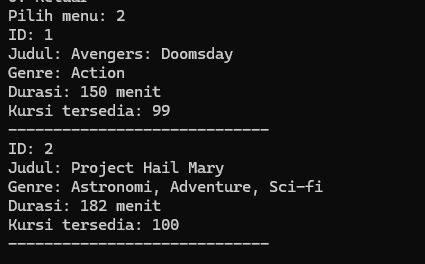 Pilih menu: 2
ID: 1
Judul: Avengers: Doomsday
Genre: Action
Durasi: 150 menit
Kursi tersedia: 99
-----------------------------
ID: 2
Judul: Project Hail Mary
Genre: Astronomi, Adventure, Sci-fi
Durasi: 182 menit
Kursi tersedia: 100
-----------------------------